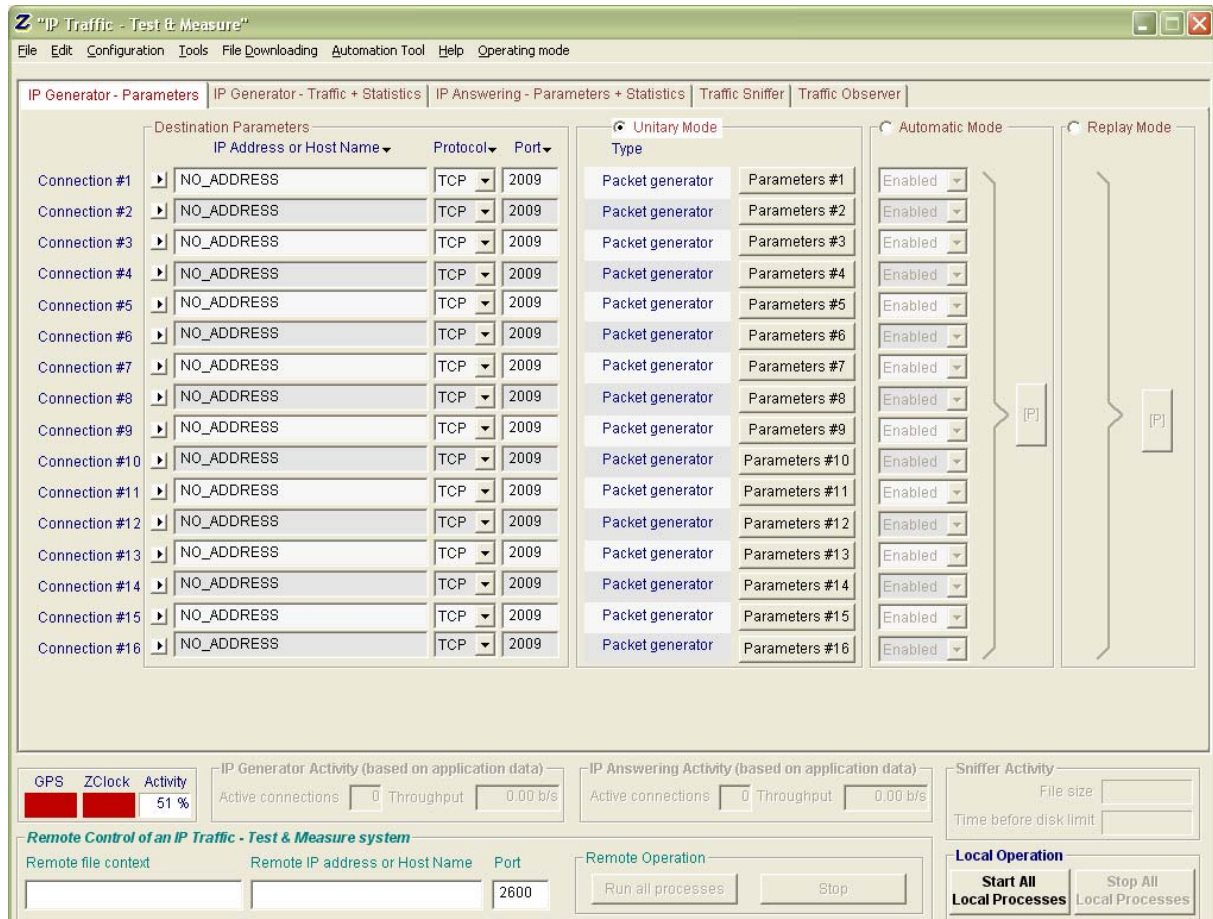 Z "IP Traffic - Test & Measure"
File Edit Configuration Tools File Downloading Automation Tool Help Operating mode
IP Generator - Parameters IP Generator - Traffic + Statistics IP Answering - Parameters + Statistics Traffic Sniffer Traffic Observer
Destination Parameters Unitary Mode Automatic Mode Replay Mode
IP Address or Host Name Protocol Port Type
Connection #1 NO_ADDRESS TCP 2009 Packet generator Parameters #1 Enabled
Connection #2 NO_ADDRESS TCP 2009 Packet generator Parameters #2 Enabled
Connection #3 NO_ADDRESS TCP 2009 Packet generator Parameters #3 Enabled
Connection #4 NO_ADDRESS TCP 2009 Packet generator Parameters #4 Enabled
Connection #5 NO_ADDRESS TCP 2009 Packet generator Parameters #5 Enabled
Connection #6 NO_ADDRESS TCP 2009 Packet generator Parameters #6 Enabled
Connection #7 NO_ADDRESS TCP 2009 Packet generator Parameters #7 Enabled
Connection #8 NO_ADDRESS TCP 2009 Packet generator Parameters #8 Enabled
[P] [P]
Connection #9 NO_ADDRESS TCP 2009 Packet generator Parameters #9 Enabled
Connection #10 NO_ADDRESS TCP 2009 Packet generator Parameters #10 Enabled
Connection #11 NO_ADDRESS TCP 2009 Packet generator Parameters #11 Enabled
Connection #12 NO_ADDRESS TCP 2009 Packet generator Parameters #12 Enabled
Connection #13 NO_ADDRESS TCP 2009 Packet generator Parameters #13 Enabled
Connection #14 NO_ADDRESS TCP 2009 Packet generator Parameters #14 Enabled
Connection #15 NO_ADDRESS TCP 2009 Packet generator Parameters #15 Enabled
Connection #16 NO_ADDRESS TCP 2009 Packet generator Parameters #16 Enabled
GPS ZClock Activity
51 %
IP Generator Activity (based on application data)
Active connections 0 Throughput 0.00 b/s
IP Answering Activity (based on application data)
Active connections 0 Throughput 0.00 b/s
Sniffer Activity
File size
Time before disk limit
Remote Control of an IP Traffic - Test & Measure system
Remote file context Remote IP address or Host Name Port
2600
Remote Operation
Run all processes Stop
Local Operation
Start All Local Processes
Stop All Local Processes